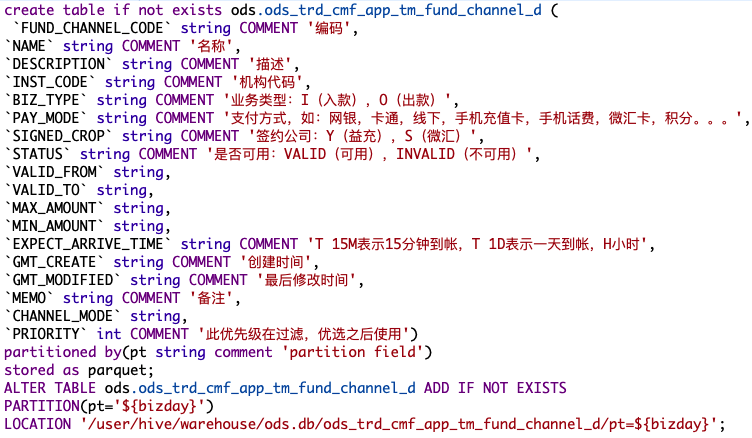 create table if not exists ods.ods_trd_cmf_app_tm_fund_channel_d (
`FUND_CHANNEL_CODE` string COMMENT '编码',
`NAME` string COMMENT '名称',
`DESCRIPTION` string COMMENT '描述',
`INST_CODE` string COMMENT '机构代码',
`BIZ_TYPE` string COMMENT '业务类型：I（入款）, O（出款）',
`PAY_MODE` string COMMENT '支付方式，如：网银，卡通，线下，手机充值卡，手机话费，微汇卡，积分。。。',
`SIGNED_CROP` string COMMENT '签约公司：Y（益充）, S（微汇）',
`STATUS` string COMMENT '是否可用：VALID（可用）, INVALID（不可用）',
`VALID_FROM` string,
`VALID_TO` string,
`MAX_AMOUNT` string,
`MIN_AMOUNT` string,
`EXPECT_ARRIVE_TIME` string COMMENT 'T 15M表示15分钟到帐，T 1D表示一天到帐，H小时',
`GMT_CREATE` string COMMENT '创建时间',
`GMT_MODIFIED` string COMMENT '最后修改时间',
`MEMO` string COMMENT '备注',
`CHANNEL_MODE` string,
`PRIORITY` int COMMENT '此优先级在过滤，优选之后使用')
partitioned by(pt string comment 'partition field')
stored as parquet;
ALTER TABLE ods.ods_trd_cmf_app_tm_fund_channel_d ADD IF NOT EXISTS
PARTITION(pt='${bizday}')
LOCATION '/user/hive/warehouse/ods.db/ods_trd_cmf_app_tm_fund_channel_d/pt=${bizday}';